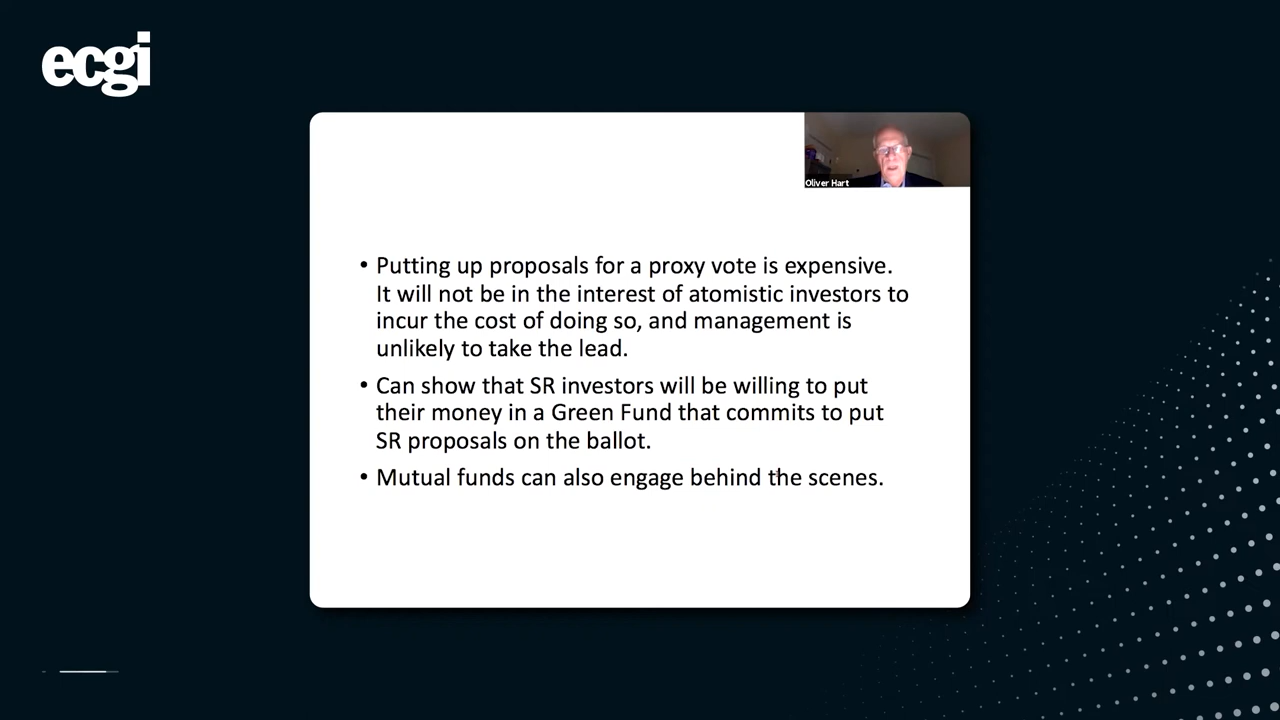 ecgi
Oliver Hart
• Putting up proposals for a proxy vote is expensive.
It will not be in the interest of atomistic investors to
incur the cost of doing so, and management is
unlikely to take the lead.
• Can show that SR investors will be willing to put
their money in a Green Fund that commits to put
SR proposals on the ballot.
• Mutual funds can also engage behind the scenes.